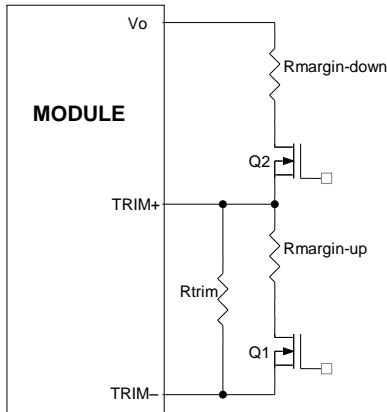 Vo
Rmargin-down
MODULE
Q2
TRIM+
Rmargin-up
Rtrim
Q1
TRIM–